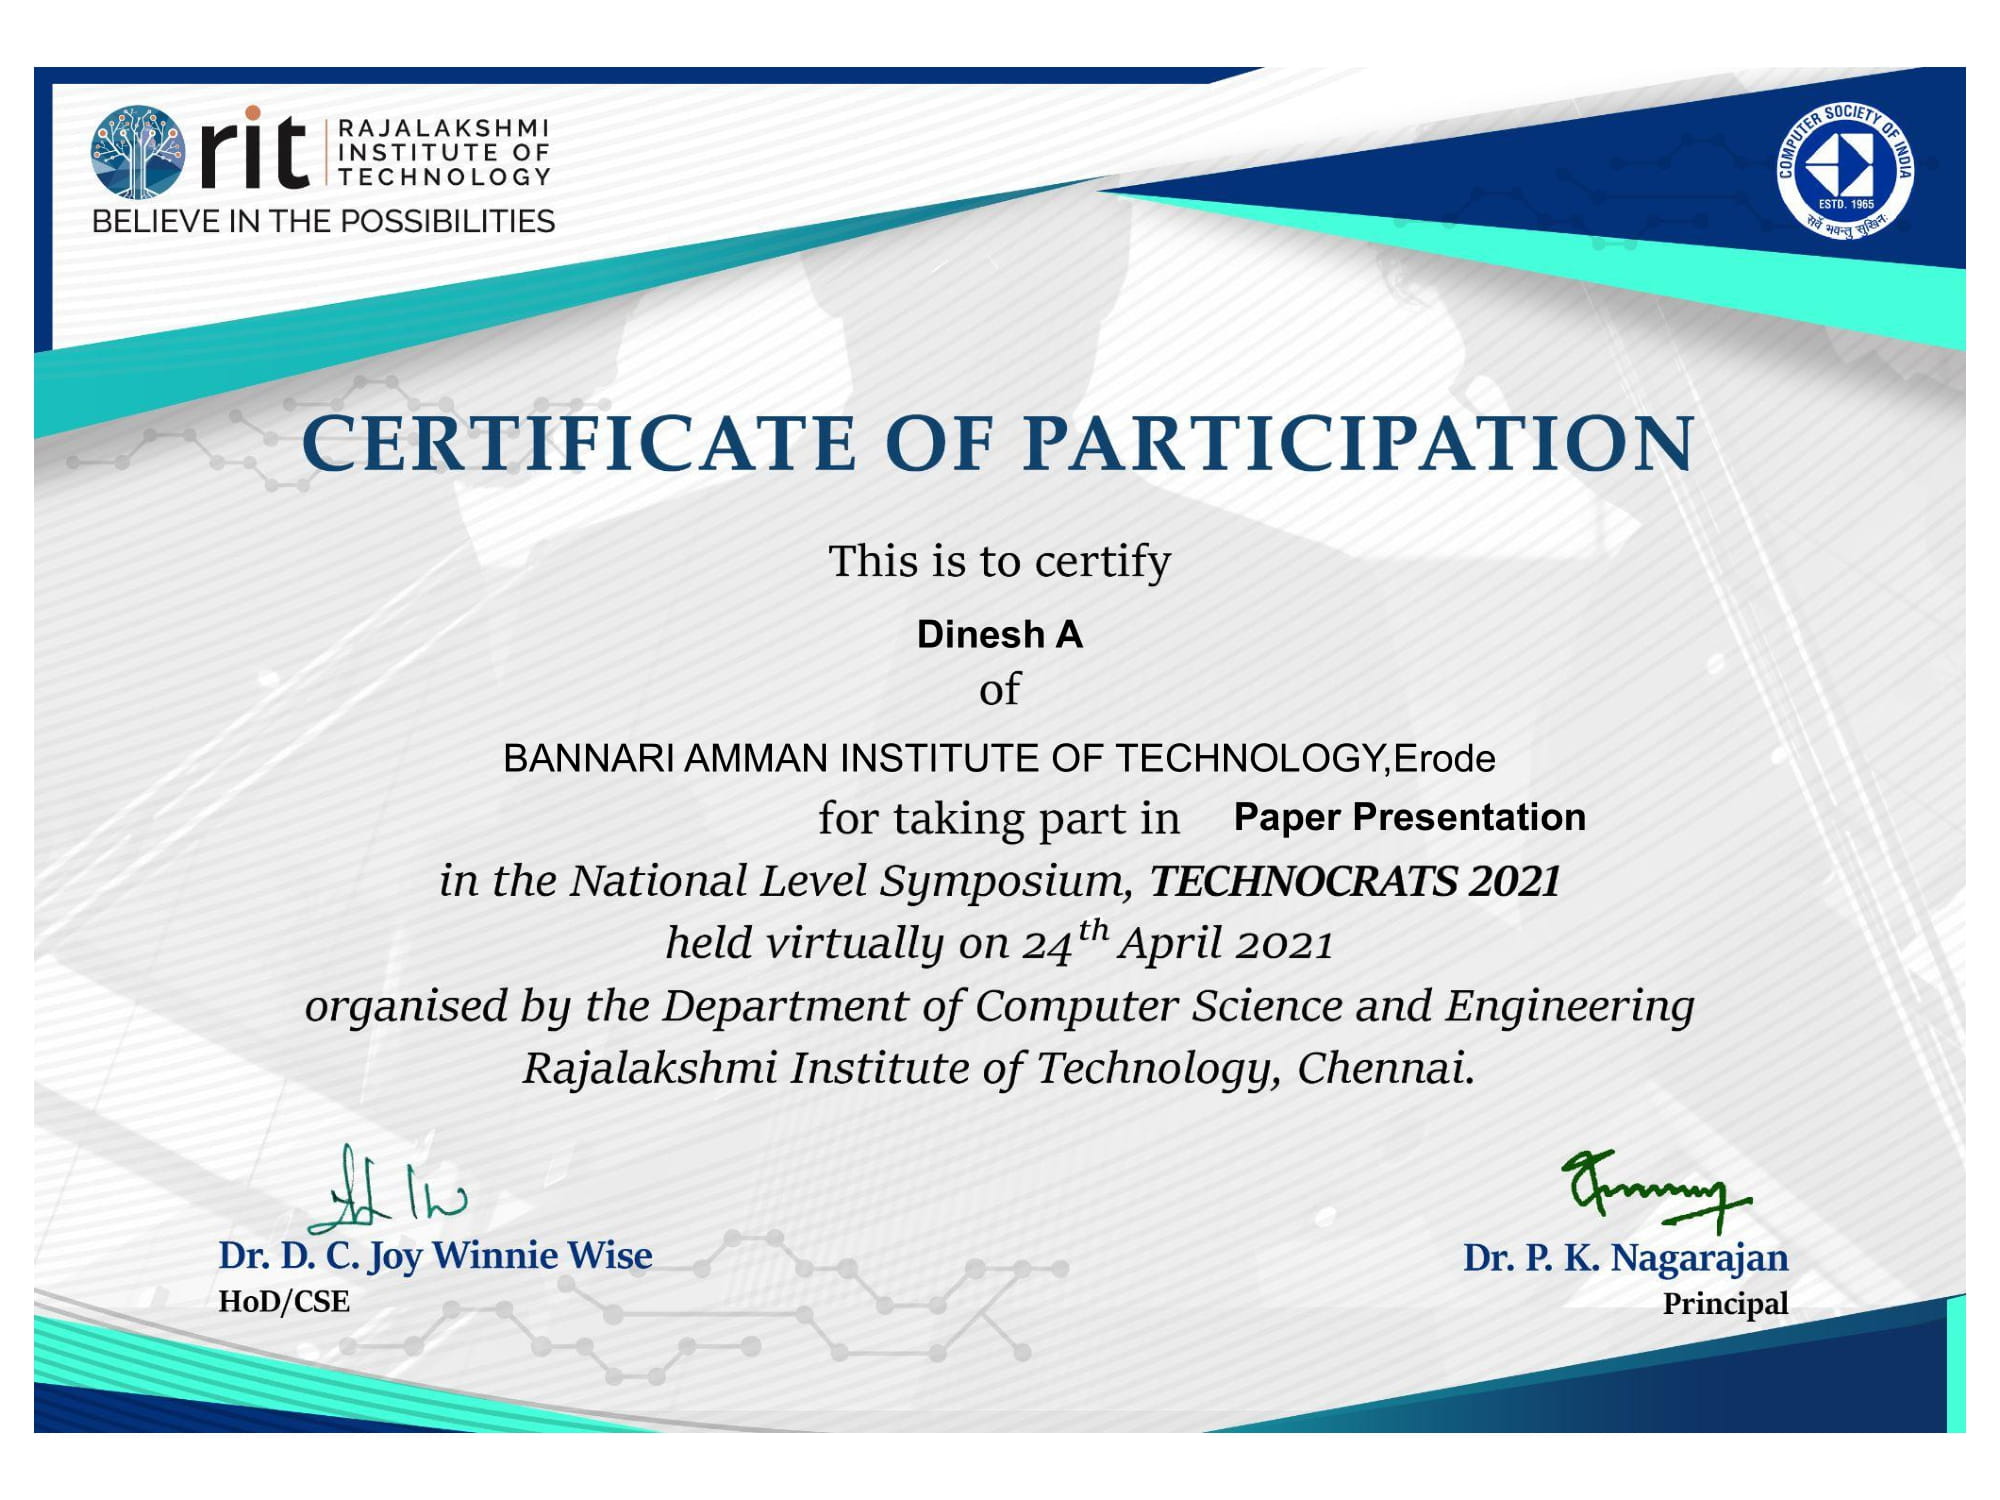 rit
RAJALAKSHMI
INSTITUTE OF
TECHNOLOGY
BELIEVE IN THE POSSIBILITIES
COMPUTER SOCIETY OF INDIA
ESTD. 1965
सर्वे भवन्तु सुखिनः
CERTIFICATE OF PARTICIPATION
This is to certify
Dinesh A
of
BANNARI AMMAN INSTITUTE OF TECHNOLOGY,Erode
for taking part in Paper Presentation
in the National Level Symposium, TECHNOCRATS 2021
held virtually on 24th April 2021
organised by the Department of Computer Science and Engineering
Rajalakshmi Institute of Technology, Chennai.
Dr. D. C. Joy Winnie Wise
HoD/CSE
Dr. P. K. Nagarajan
Principal